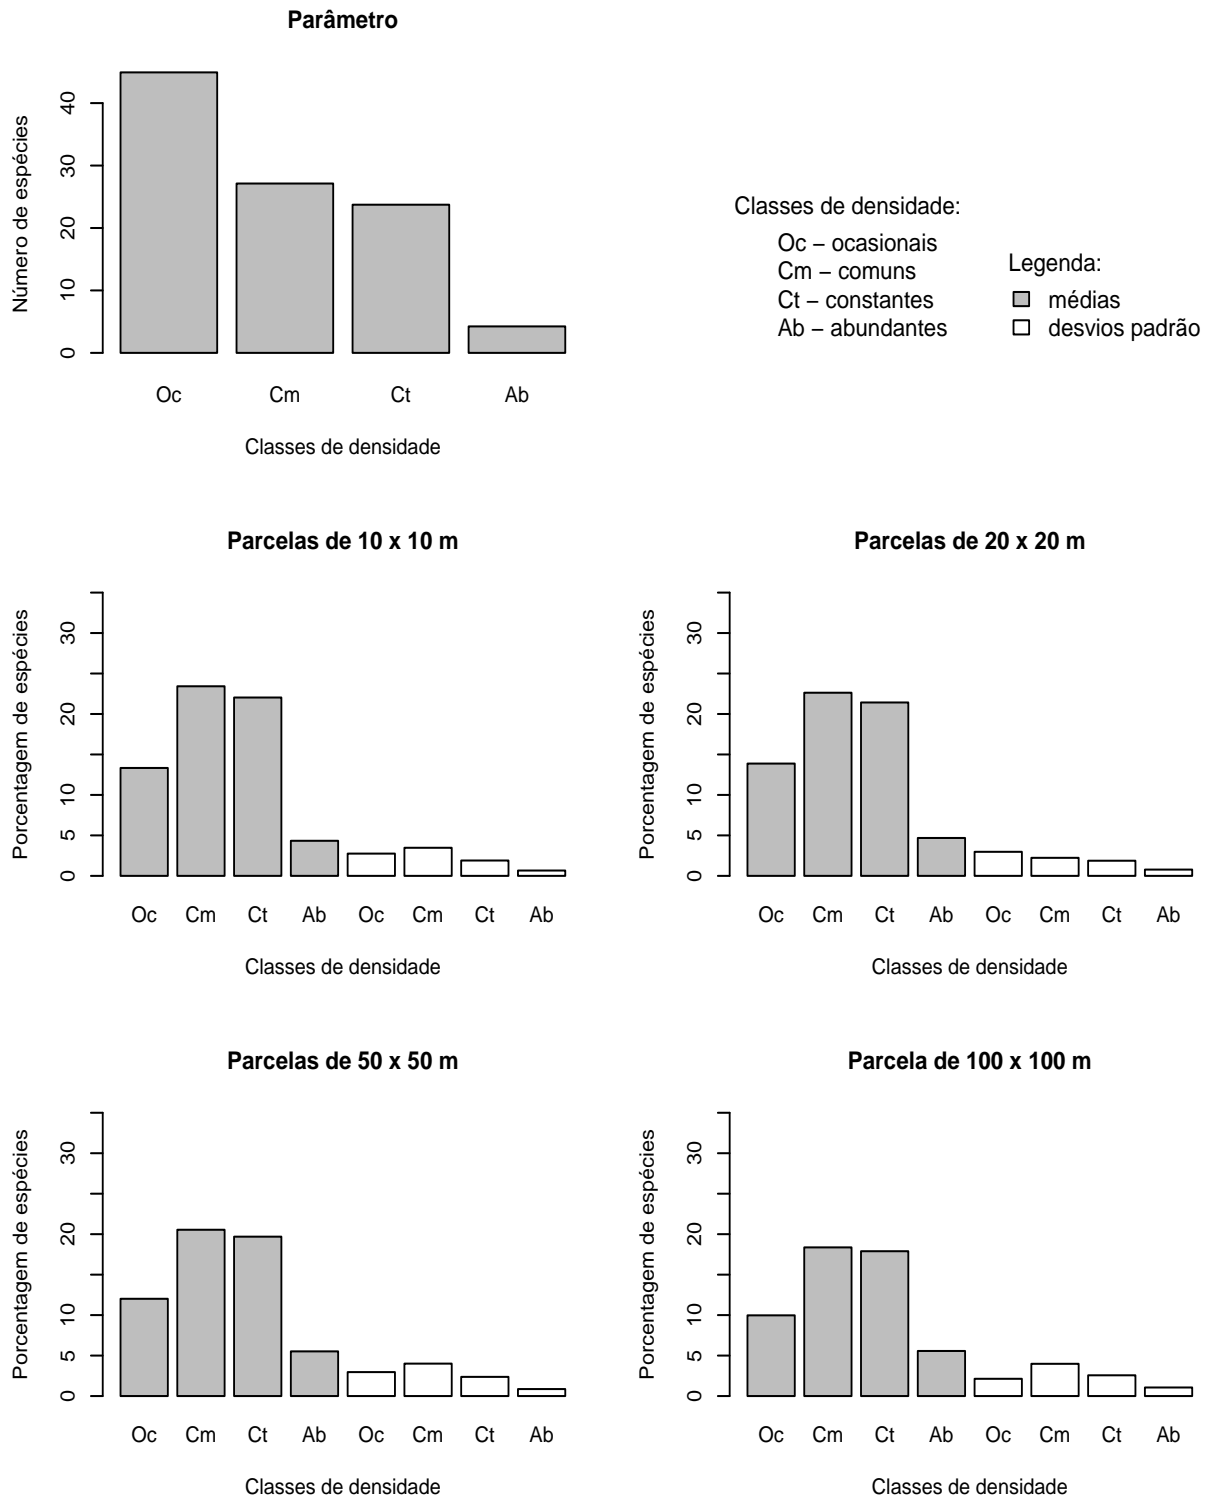 Parâmetro
Número de espécies
0 10 20 30 40
Oc Cm Ct Ab
Classes de densidade
Classes de densidade:
Oc − ocasionais
Cm − comuns
Ct − constantes
Ab − abundantes
Legenda:
médias
desvios padrão
Parcelas de 10 x 10 m
Porcentagem de espécies
0 5 10 20 30
Oc Cm Ct Ab Oc Cm Ct Ab
Classes de densidade
Parcelas de 20 x 20 m
Porcentagem de espécies
0 5 10 20 30
Oc Cm Ct Ab Oc Cm Ct Ab
Classes de densidade
Parcelas de 50 x 50 m
Porcentagem de espécies
0 5 10 20 30
Oc Cm Ct Ab Oc Cm Ct Ab
Classes de densidade
Parcela de 100 x 100 m
Porcentagem de espécies
0 5 10 20 30
Oc Cm Ct Ab Oc Cm Ct Ab
Classes de densidade